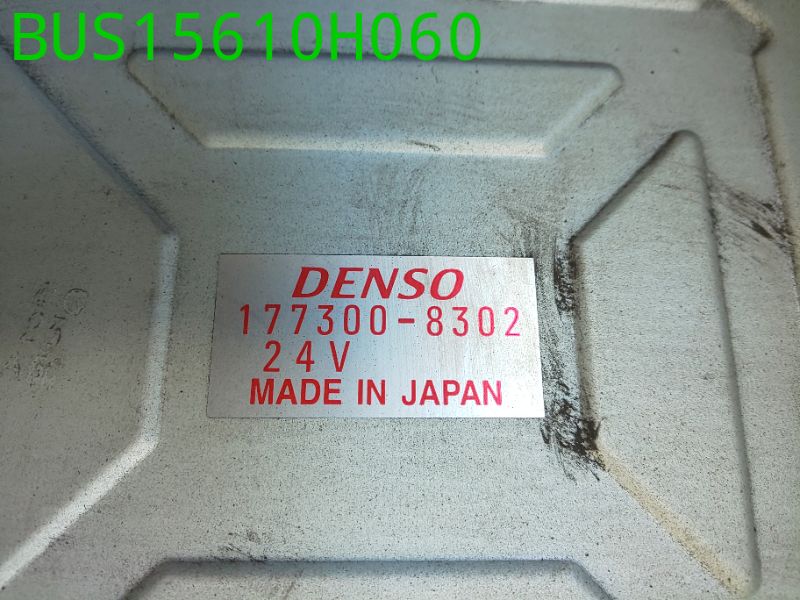 BUS15610H060
DENSO
177300-8302
24V
MADE IN JAPAN